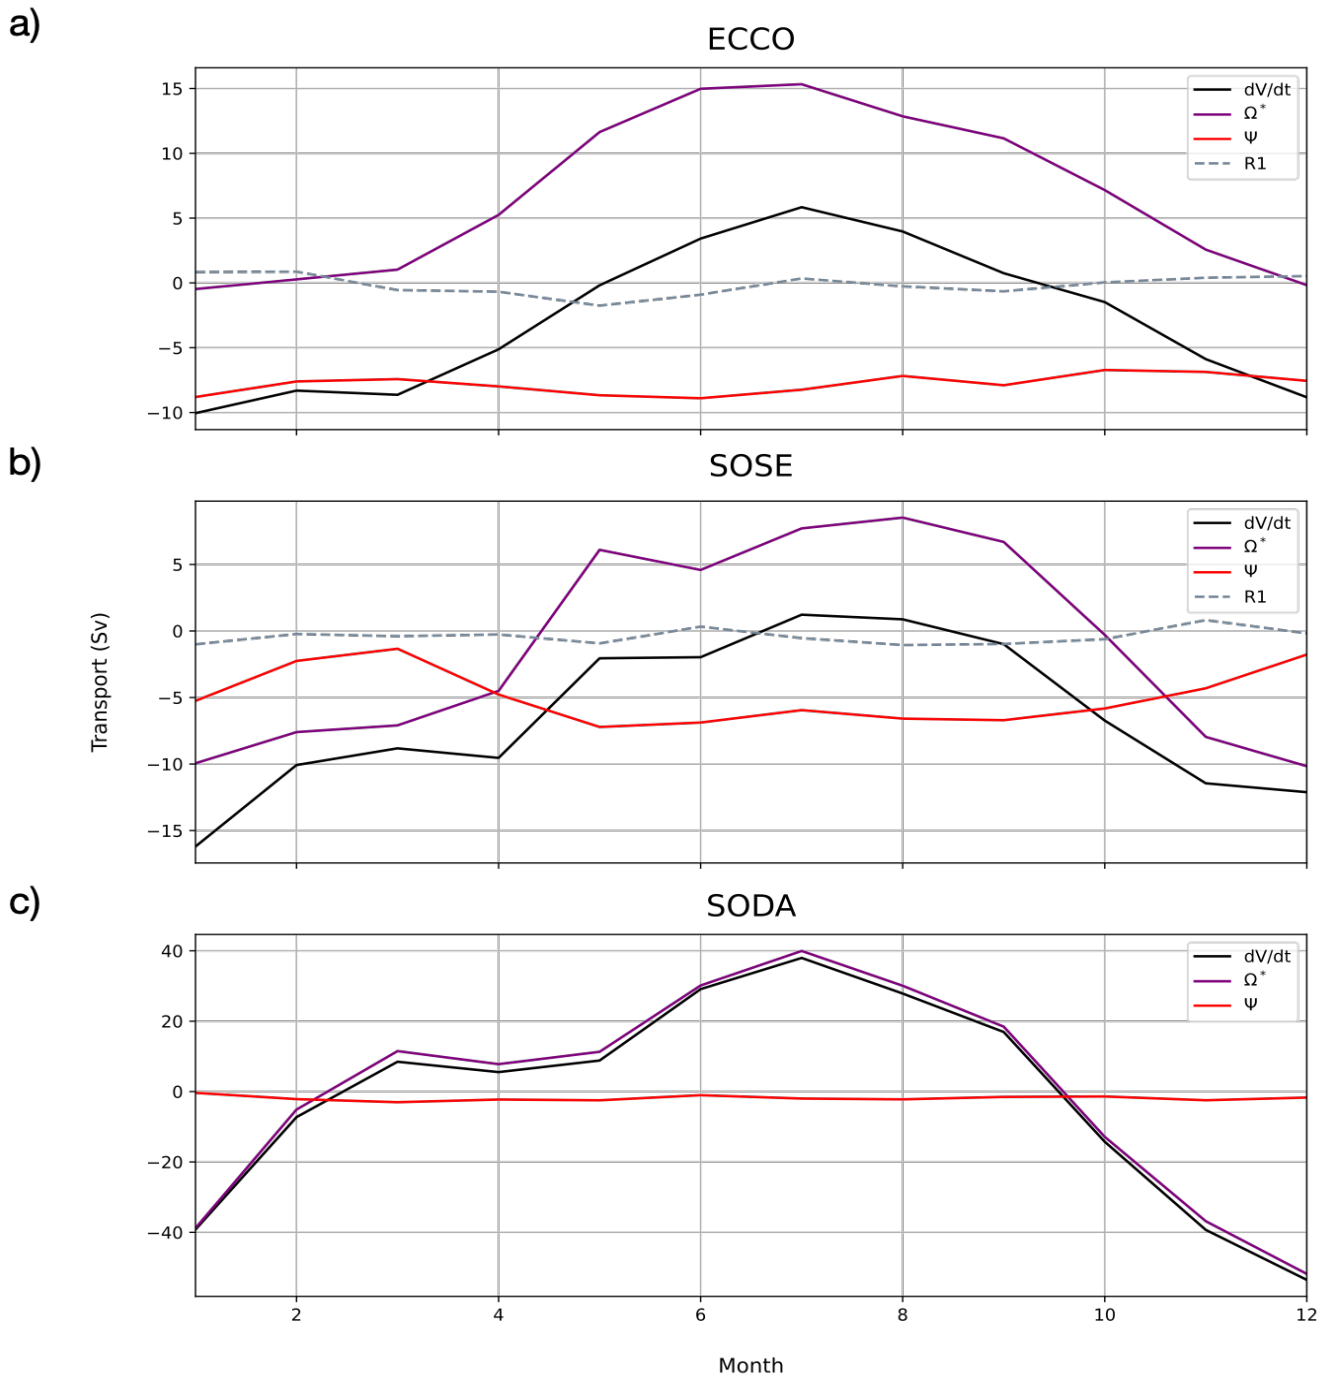 a)
ECCO
15
10
5
0
−5
−10
dV/dt
Ω*
Ψ
R1
b)
SOSE
5
0
−5
−10
−15
dV/dt
Ω*
Ψ
R1
Transport (Sv)
c)
SODA
40
20
0
−20
−40
dV/dt
Ω*
Ψ
2 4 6 8 10 12
Month